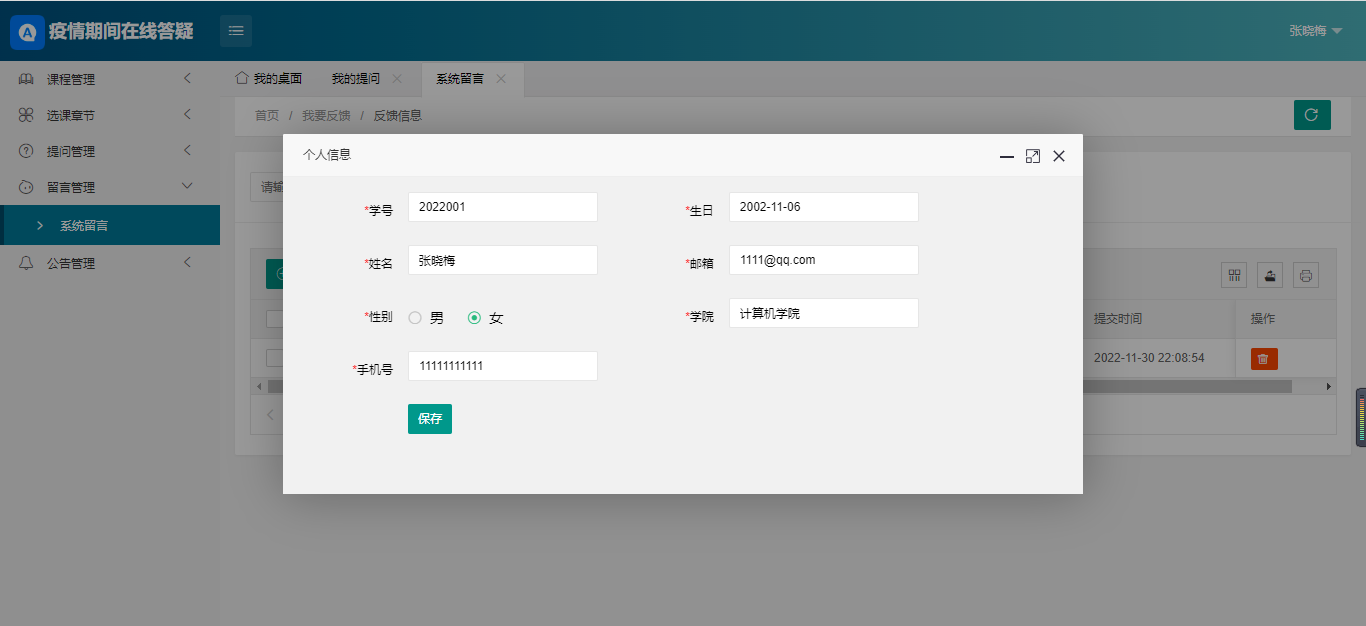 疫情期间在线答疑
张晓梅
课程管理
选课章节
提问管理
留言管理
系统留言
公告管理
我的桌面 我的提问 系统留言
首页 / 我要反馈 / 反馈信息
请输
个人信息
*学号 2022001 *生日 2002-11-06
*姓名 张晓梅 *邮箱 1111@qq.com
*性别 男 女 *学院 计算机学院
*手机号 11111111111
保存
提交时间 操作
2022-11-30 22:08:54